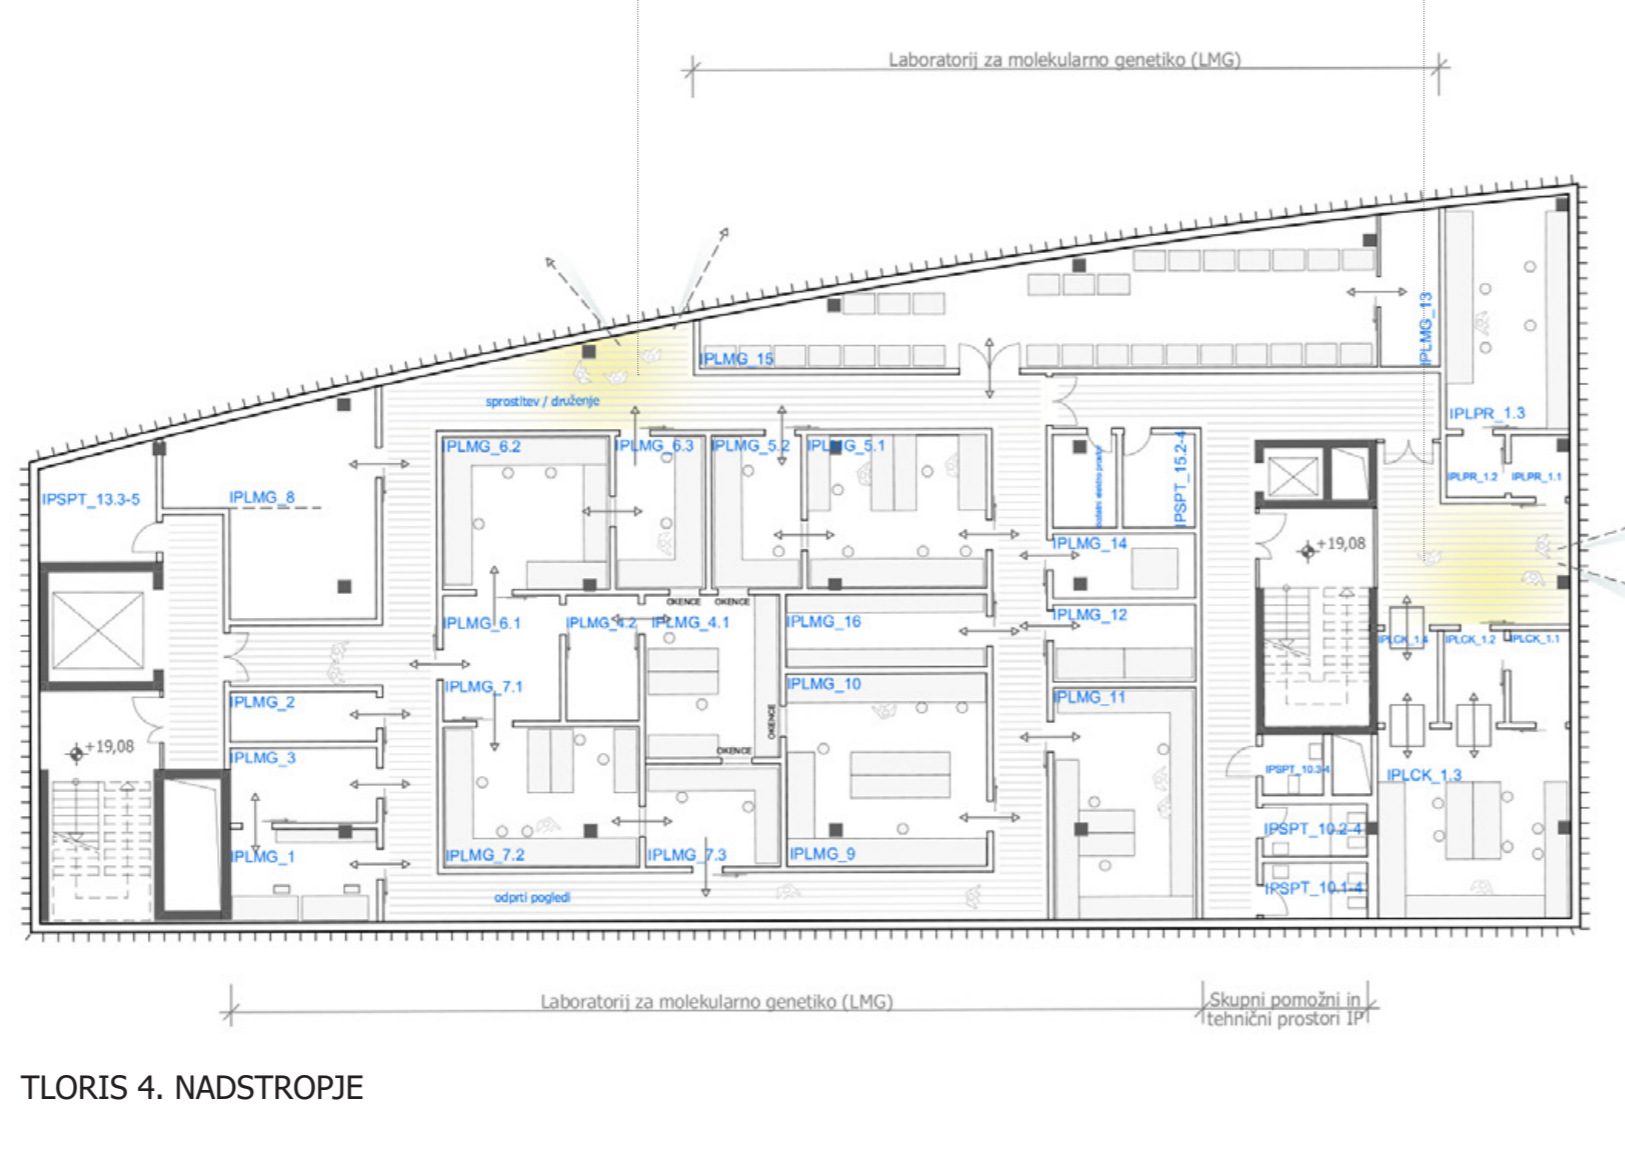 Laboratorij za molekularno genetiko (LMG)
IPLMG_15
IPLMG_13
sprostitev / druženje
IPLPR_1.3
IPLMG_6.2
IPLMG_6.3
IPLMG_5.2
IPLMG_5.1
dodatni elektro prostor
IPSPT_15.2-4
IPLPR_1.2
IPLPR_1.1
IPSPT_13.3-5
IPLMG_8
IPLMG_14
+19,08
OKENCE
OKENCE
IPLMG_6.1
IPLMG_4.2
IPLMG_4.1
IPLMG_16
IPLMG_12
IPLCK_1.4
IPLCK_1.2
IPLCK_1.1
IPLMG_7.1
IPLMG_10
IPLMG_2
IPLMG_11
OKENCE
+19,08
OKENCE
IPLMG_3
IPSPT_10.3-4
IPLCK_1.3
IPSPT_10.2-4
IPLMG_1
IPLMG_7.2
IPLMG_7.3
IPLMG_9
IPSPT_10.1-4
odprti pogledi
Laboratorij za molekularno genetiko (LMG)
Skupni pomožni in
tehnični prostori IP
TLORIS 4. NADSTROPJE